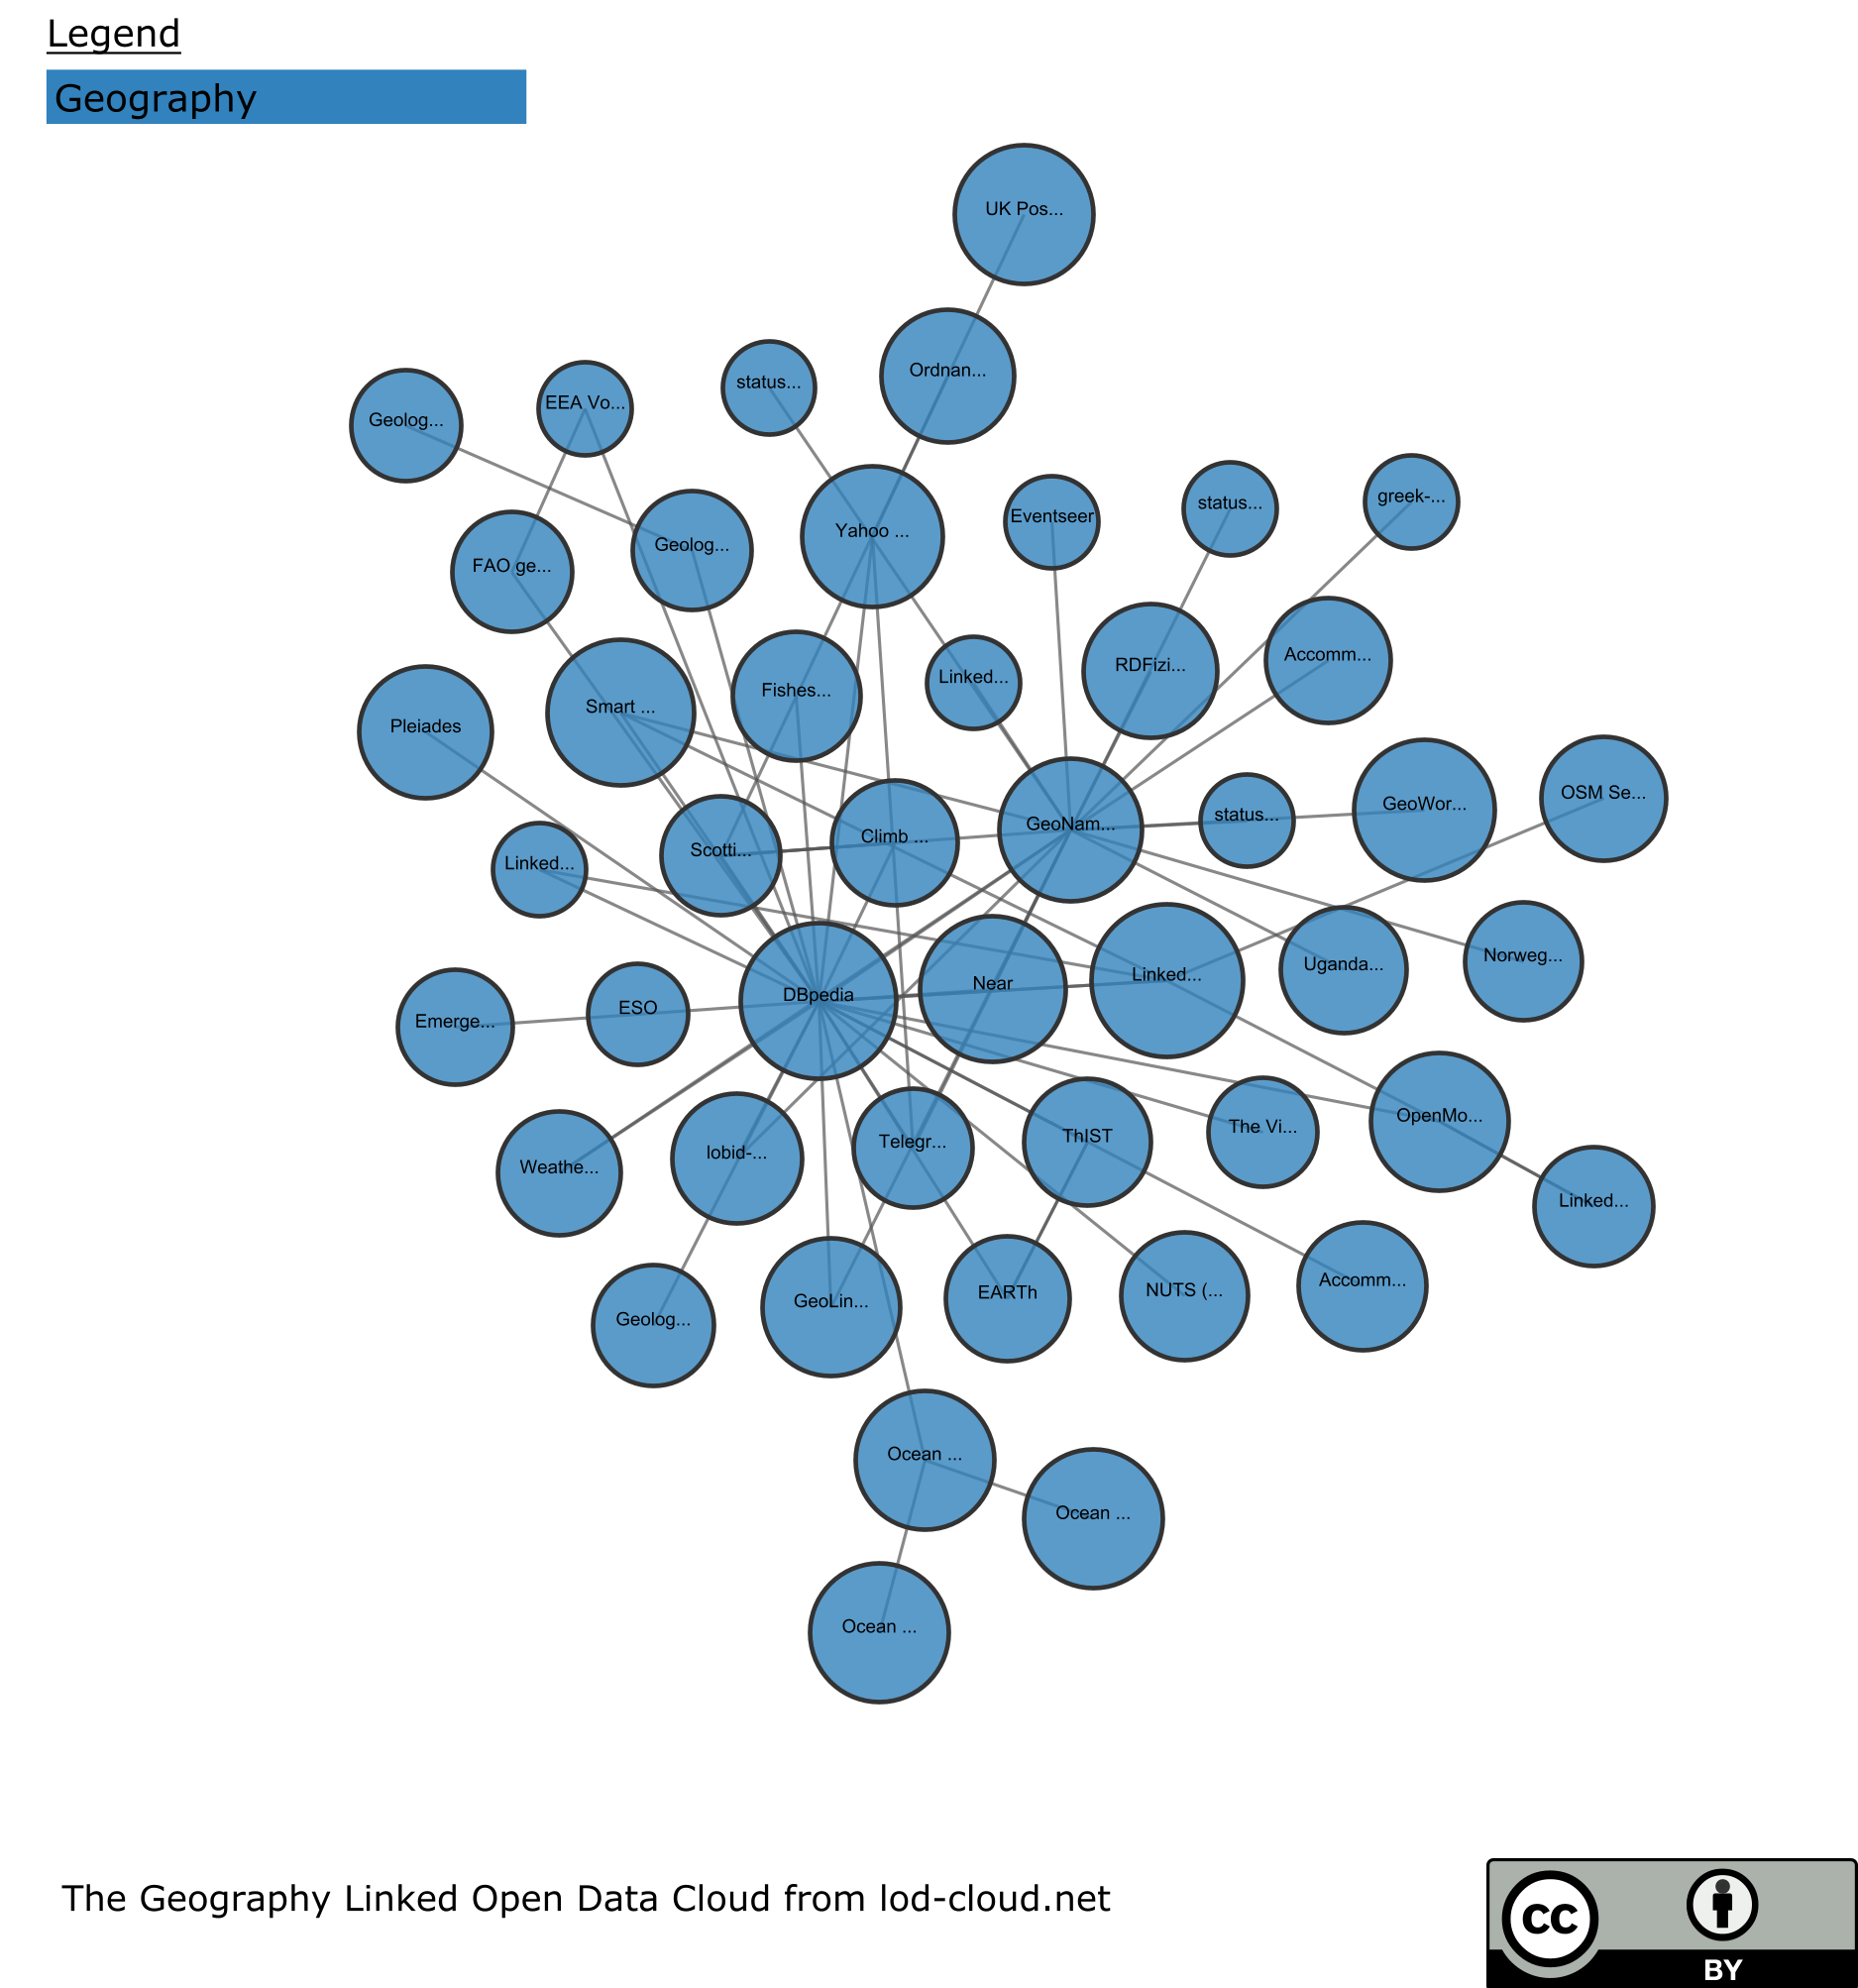 Legend
Geography
UK Pos...
Ordnan...
status...
EEA Vo...
Geolog...
greek-...
status...
Eventseer
Yahoo ...
Geolog...
FAO ge...
Accomm...
RDFizi...
Linked...
Fishes...
Smart ...
Pleiades
OSM Se...
GeoWor...
status...
GeoNam...
Climb ...
Scotti...
Linked...
Norweg...
Uganda...
Linked...
Near
DBpedia
ESO
Emerge...
OpenMo...
The Vi...
ThIST
Telegr...
lobid-...
Weathe...
Linked...
Accomm...
NUTS (...
EARTh
GeoLin...
Geolog...
Ocean ...
Ocean ...
Ocean ...
The Geography Linked Open Data Cloud from lod-cloud.net
cc
BY